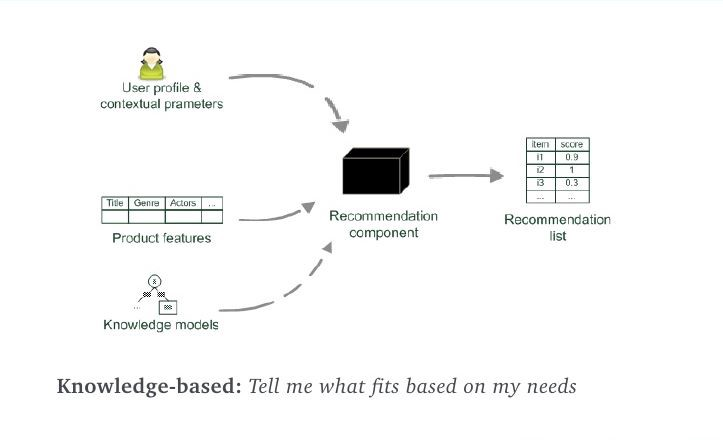 User profile &
contextual prameters
Title Genre Actors ...
Product features
...
Knowledge models
Recommendation
component
item score
i1 0.9
i2 1
i3 0.3
... ...
Recommendation
list
Knowledge-based: Tell me what fits based on my needs